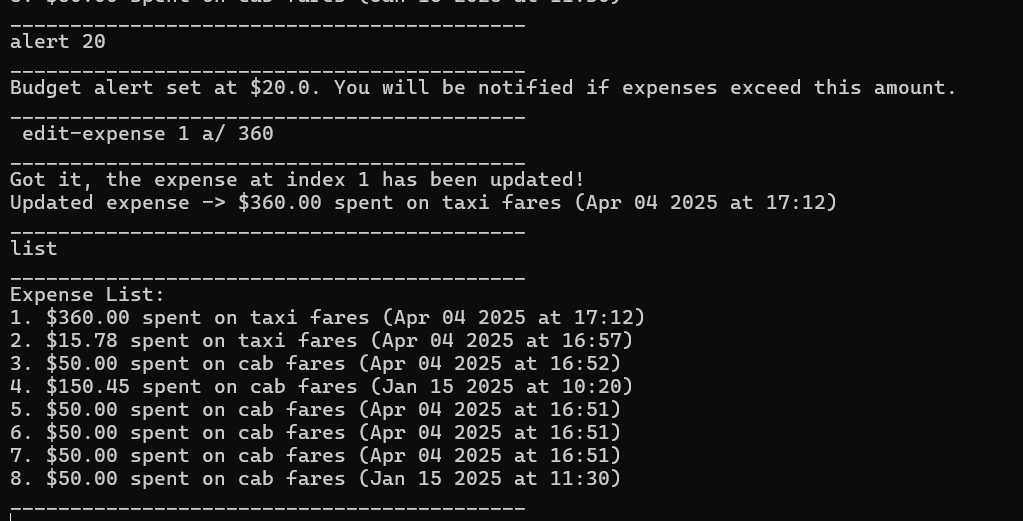 alert 20
__________________________________________
Budget alert set at $20.0. You will be notified if expenses exceed this amount.
__________________________________________
edit-expense 1 a/ 360
__________________________________________
Got it, the expense at index 1 has been updated!
Updated expense -> $360.00 spent on taxi fares (Apr 04 2025 at 17:12)
__________________________________________
list
__________________________________________
Expense List:
1. $360.00 spent on taxi fares (Apr 04 2025 at 17:12)
2. $15.78 spent on taxi fares (Apr 04 2025 at 16:57)
3. $50.00 spent on cab fares (Apr 04 2025 at 16:52)
4. $150.45 spent on cab fares (Jan 15 2025 at 10:20)
5. $50.00 spent on cab fares (Apr 04 2025 at 16:51)
6. $50.00 spent on cab fares (Apr 04 2025 at 16:51)
7. $50.00 spent on cab fares (Apr 04 2025 at 16:51)
8. $50.00 spent on cab fares (Jan 15 2025 at 11:30)
__________________________________________